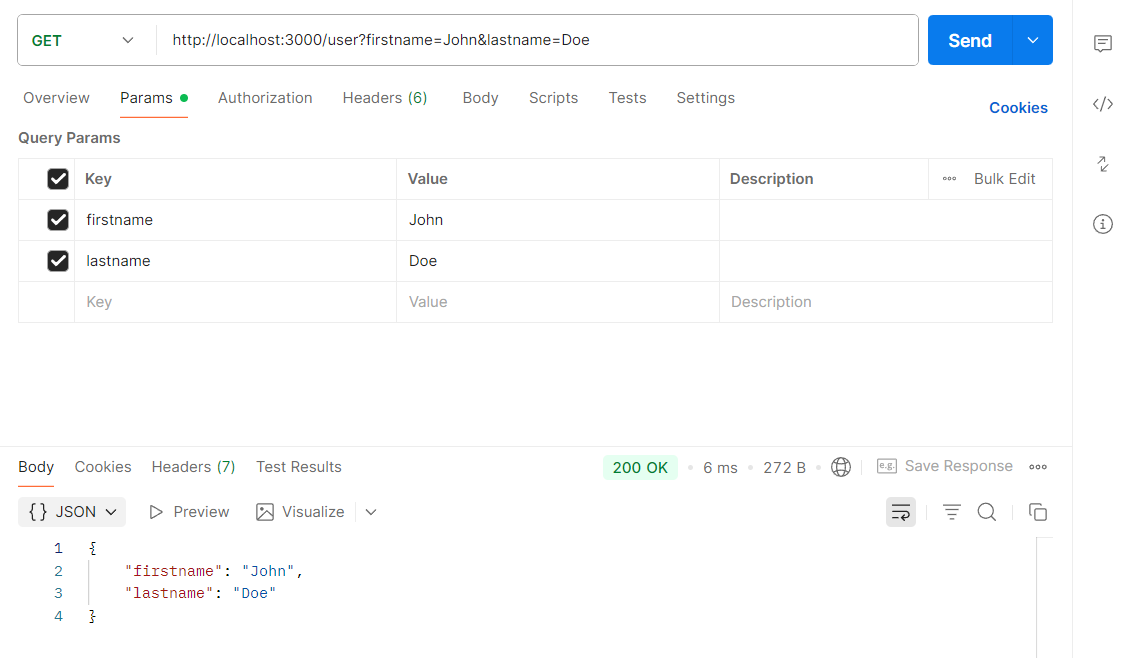 GET http://localhost:3000/user?firstname=John&lastname=Doe Send
Overview Params Authorization Headers (6) Body Scripts Tests Settings Cookies
Query Params
Key Value Description Bulk Edit
firstname John
lastname Doe
Key Value Description
Body Cookies Headers (7) Test Results 200 OK 6 ms 272 B e.g. Save Response
{} JSON Preview Visualize
1 {
2 "firstname": "John",
3 "lastname": "Doe"
4 }